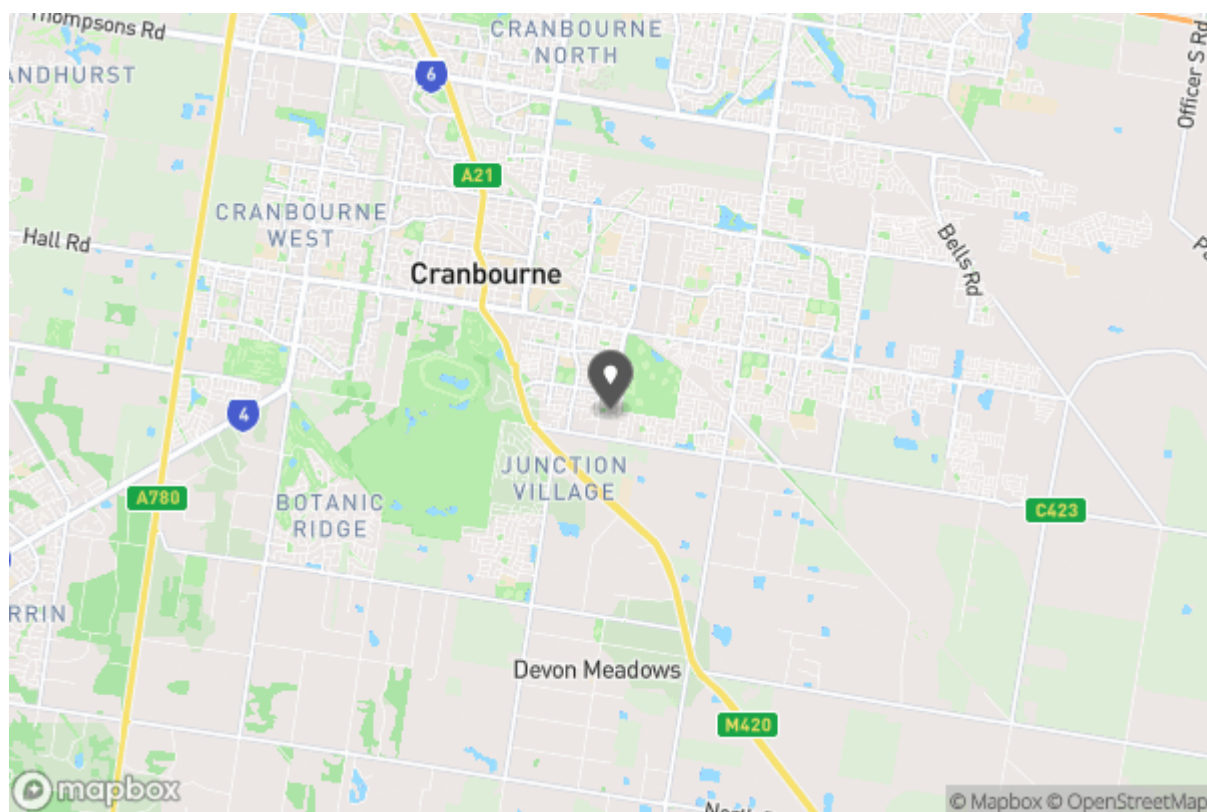 Thompsons Rd
CRANBOURNE
NORTH
ANDHURST
6
Officer S Rd
A21
CRANBOURNE
WEST
Hall Rd
Bells Rd
Cranbourne
4
JUNCTION
VILLAGE
A780
BOTANIC
RIDGE
C423
RRIN
Devon Meadows
M420
mapbox
© Mapbox © OpenStreetMap